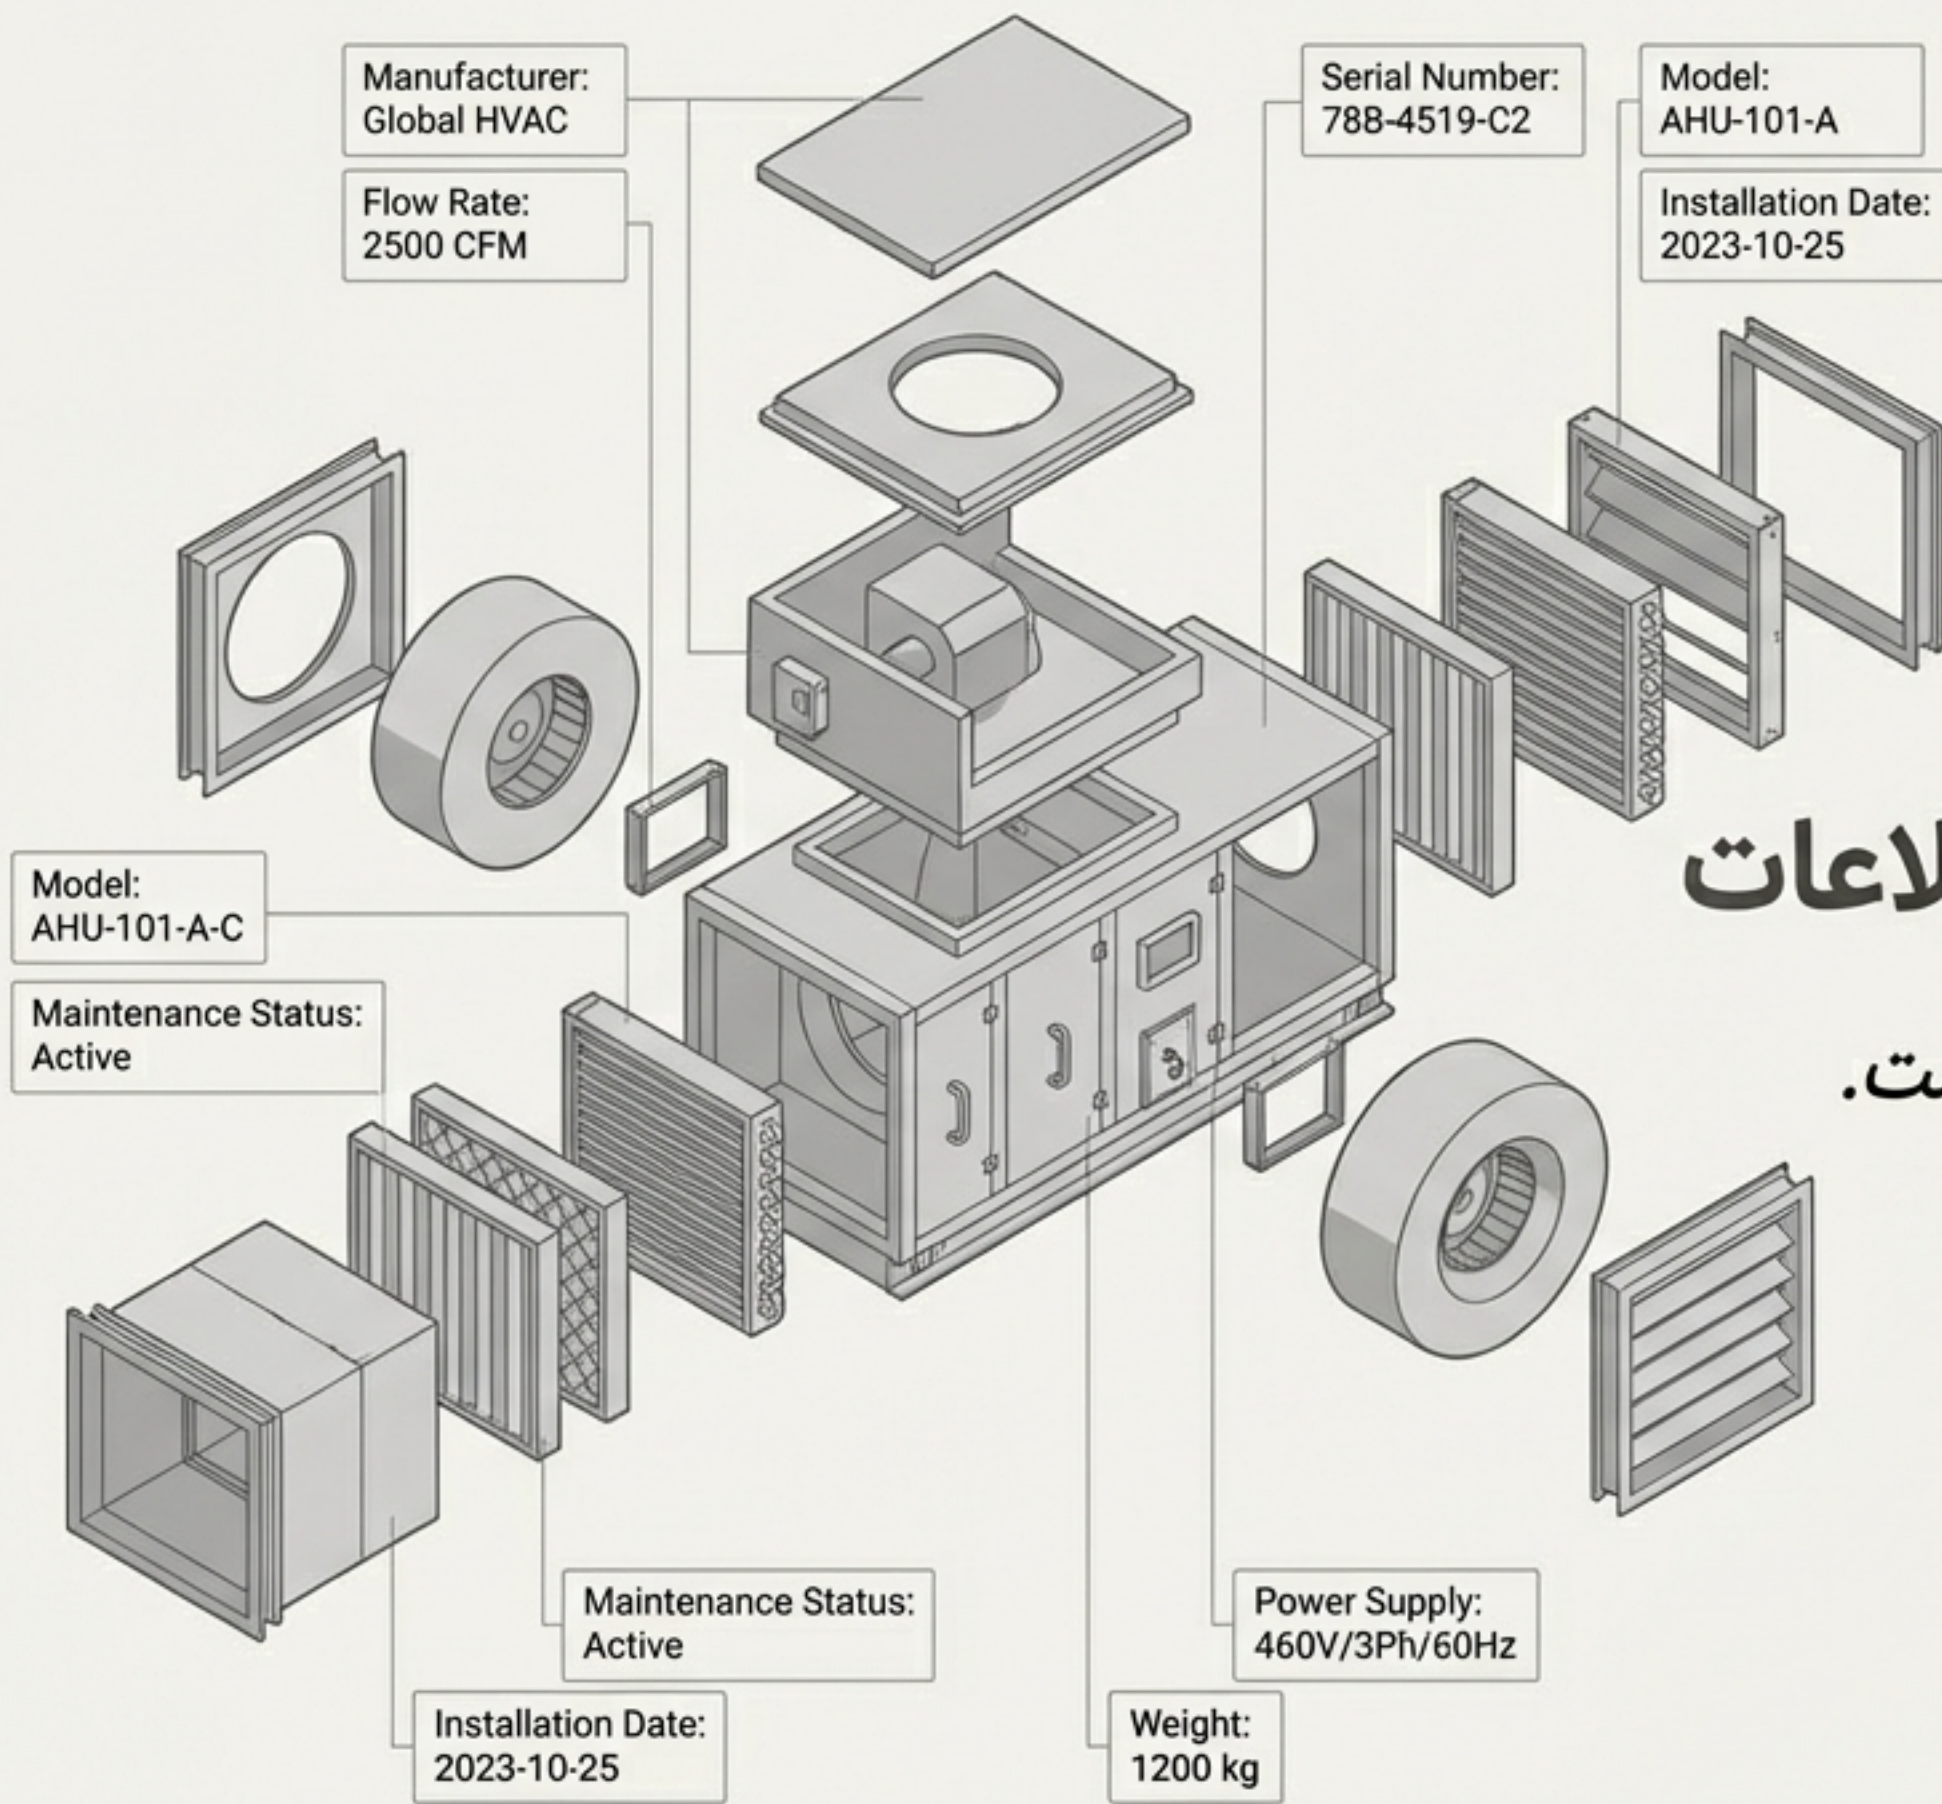 Manufacturer:
Global HVAC
Flow Rate:
2500 CFM
Serial Number:
78B-4519-C2
Model:
AHU-101-A
Installation Date:
2023-10-25
لاعات
ست.
Model:
AHU-101-A-C
Maintenance Status:
Active
Maintenance Status:
Active
Installation Date:
2023-10-25
Power Supply:
460V/3Ph/60Hz
Weight:
1200 kg